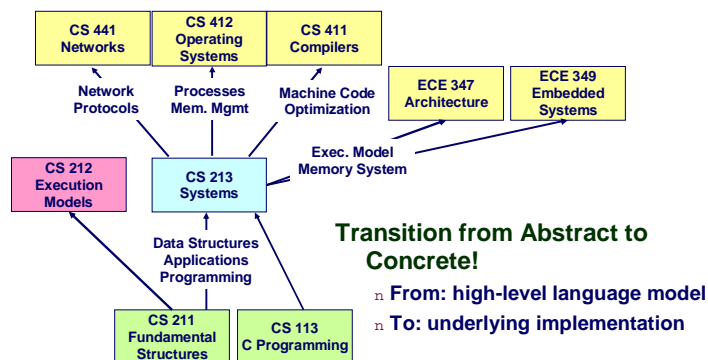 CS 441
Networks
CS 412
Operating
Systems
CS 411
Compilers
ECE 347
Architecture
ECE 349
Embedded
Systems
Network
Protocols
Processes
Mem. Mgmt
Machine Code
Optimization
Exec. Model
Memory System
CS 212
Execution
Models
CS 213
Systems
Data Structures
Applications
Programming
CS 211
Fundamental
Structures
CS 113
C Programming
Transition from Abstract to
Concrete!
n From: high-level language model
n To: underlying implementation